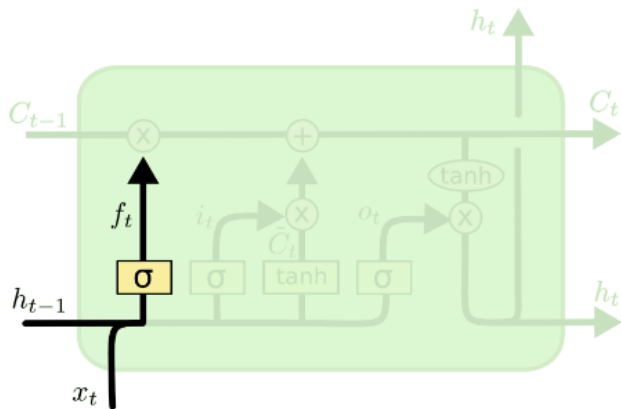 h_t
C_{t-1}
C_t
x
+
tanh
f_t
i_t
x
o_t
x
C̃_t
σ
σ
tanh
σ
h_{t-1}
h_t
x_t